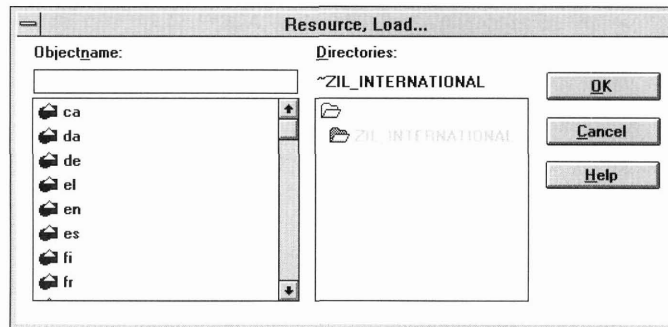 Resource, Load...
Objectname:
Directories:
~ZIL_INTERNATIONAL
ca
da
de
el
en
es
fi
fr
ZIL_INTERNATIONAL
OK
Cancel
Help